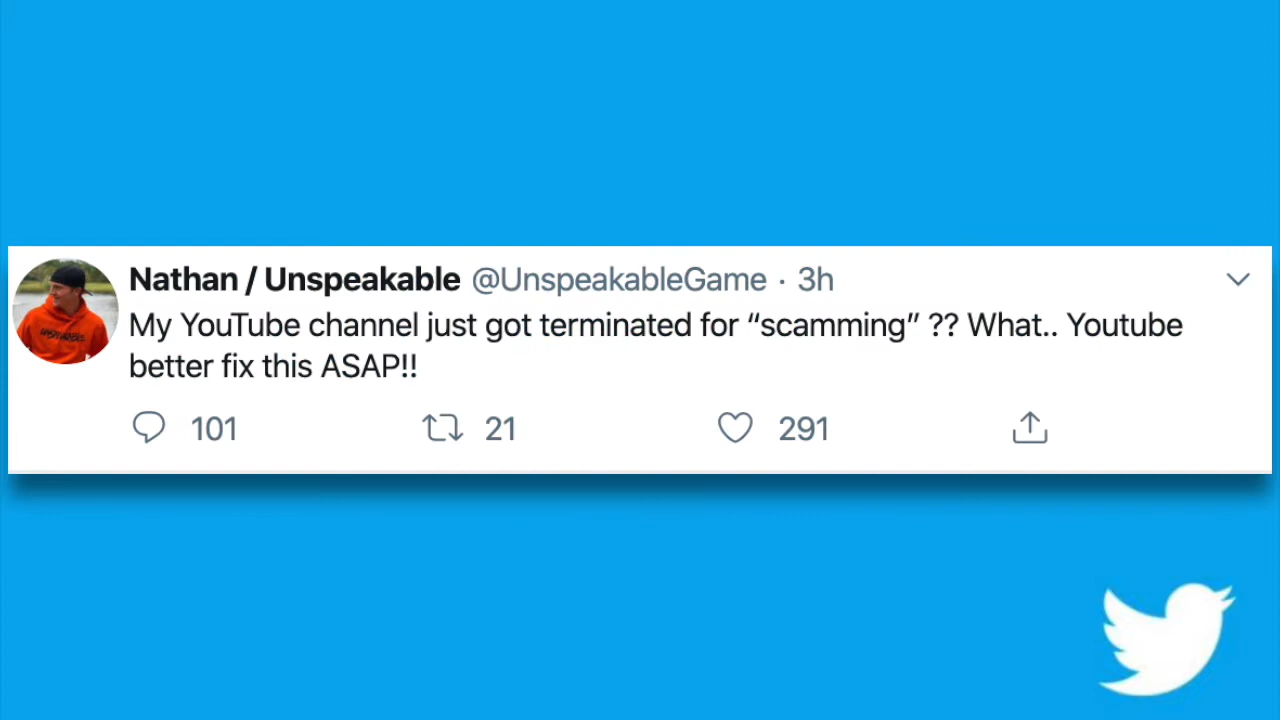 Nathan / Unspeakable @UnspeakableGame · 3h
My YouTube channel just got terminated for “scamming” ?? What.. Youtube
better fix this ASAP!!
101 21 291